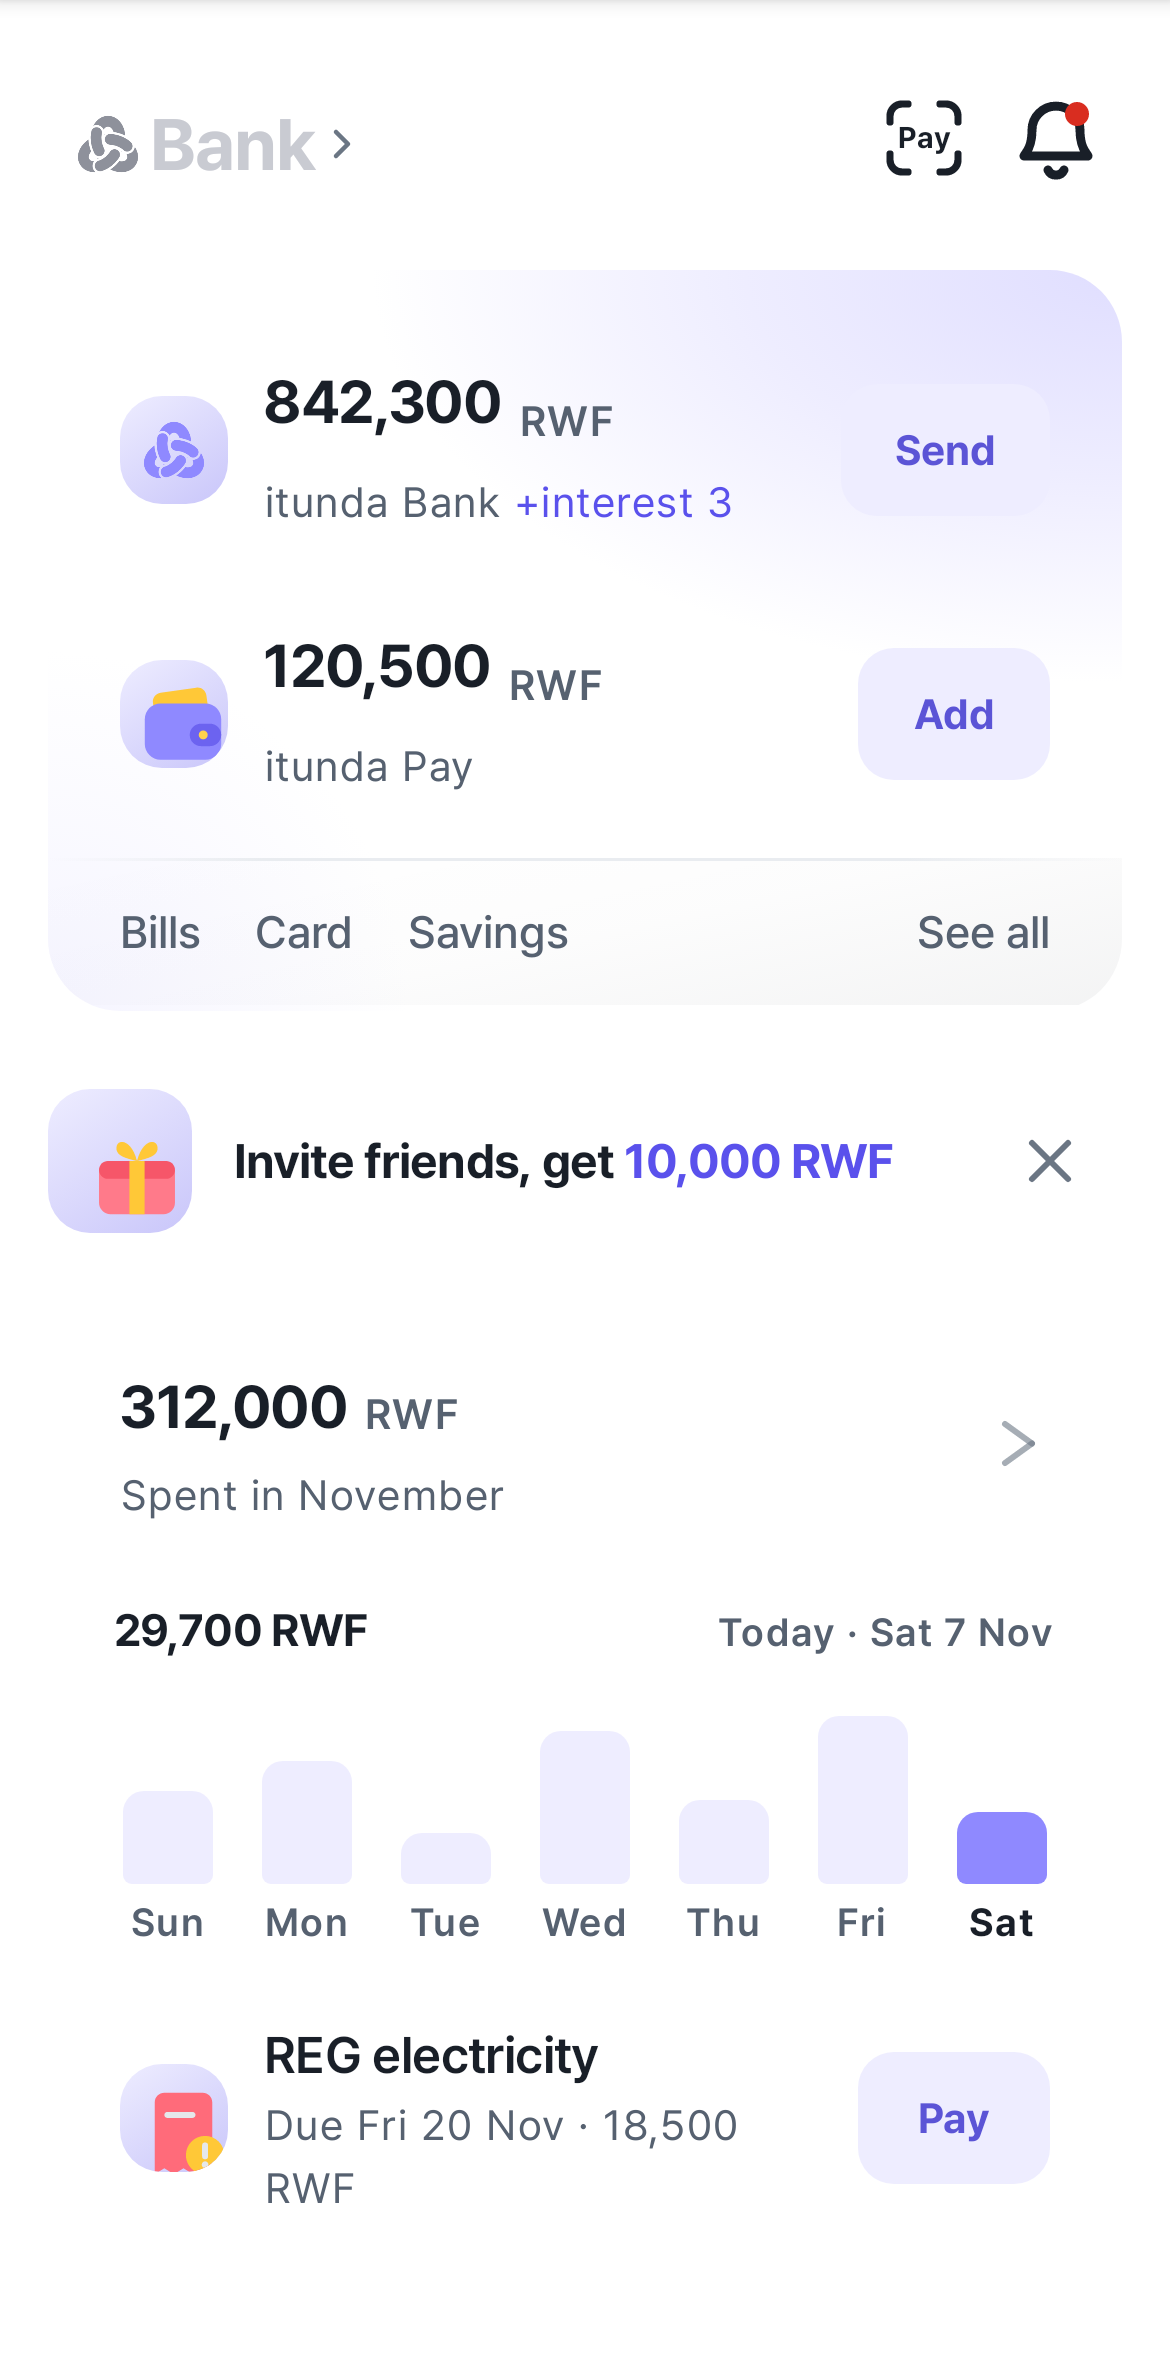 Bank
Pay
842,300 RWF
itunda Bank +interest 3
Send
120,500 RWF
itunda Pay
Add
Bills Card Savings See all
Invite friends, get 10,000 RWF
312,000 RWF
Spent in November
29,700 RWF
Today · Sat 7 Nov
Sun Mon Tue Wed Thu Fri Sat
REG electricity
Due Fri 20 Nov · 18,500
RWF
Pay